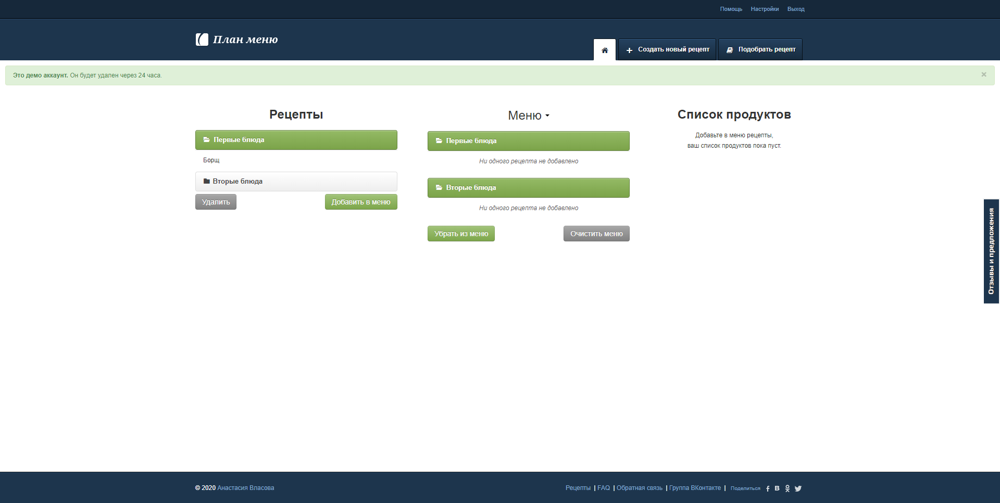 Помощь Настройки Выход
План меню
Создать новый рецепт
Подобрать рецепт
Это демо аккаунт. Он будет удален через 24 часа.
×
Рецепты
Первые блюда
Борщ
Вторые блюда
Удалить
Добавить в меню
Меню
Первые блюда
Ни одного рецепта не добавлено
Вторые блюда
Ни одного рецепта не добавлено
Убрать из меню
Очистить меню
Список продуктов
Добавьте в меню рецепты,
ваш список продуктов пока пуст.
Отзывы и предложения
© 2020 Анастасия Власова
Рецепты | FAQ | Обратная связь | Группа ВКонтакте | Поделиться